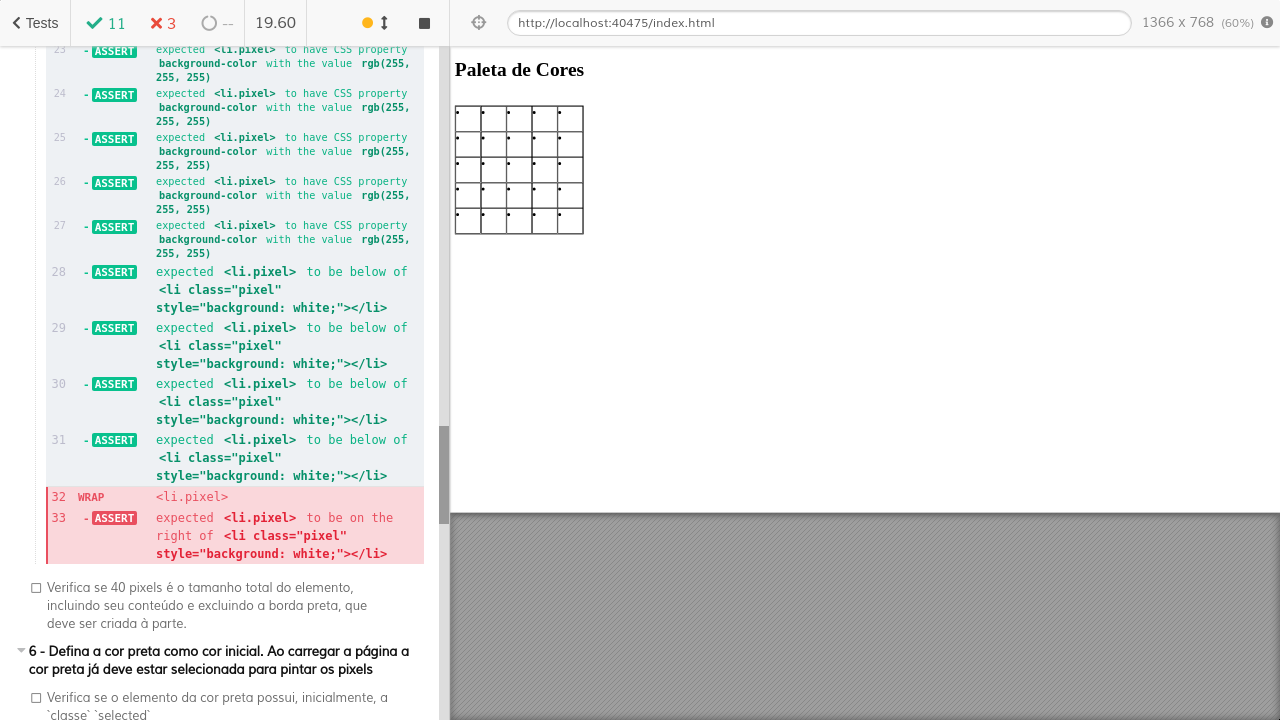 Tests
11
3
--
19.60
http://localhost:40475/index.html
1366 x 768 (60%)
23 - ASSERT expected <li.pixel> to have CSS property
background-color with the value rgb(255,
255, 255)
24 - ASSERT expected <li.pixel> to have CSS property
background-color with the value rgb(255,
255, 255)
25 - ASSERT expected <li.pixel> to have CSS property
background-color with the value rgb(255,
255, 255)
26 - ASSERT expected <li.pixel> to have CSS property
background-color with the value rgb(255,
255, 255)
27 - ASSERT expected <li.pixel> to have CSS property
background-color with the value rgb(255,
255, 255)
28 - ASSERT expected <li.pixel> to be below of
<li class="pixel"
style="background: white;"></li>
29 - ASSERT expected <li.pixel> to be below of
<li class="pixel"
style="background: white;"></li>
30 - ASSERT expected <li.pixel> to be below of
<li class="pixel"
style="background: white;"></li>
31 - ASSERT expected <li.pixel> to be below of
<li class="pixel"
style="background: white;"></li>
32 WRAP <li.pixel>
33 - ASSERT expected <li.pixel> to be on the
right of <li class="pixel"
style="background: white;"></li>
Verifica se 40 pixels é o tamanho total do elemento,
incluindo seu conteúdo e excluindo a borda preta, que
deve ser criada à parte.
6 - Defina a cor preta como cor inicial. Ao carregar a página a
cor preta já deve estar selecionada para pintar os pixels
Verifica se o elemento da cor preta possui, inicialmente, a
`classe` `selected`
Paleta de Cores